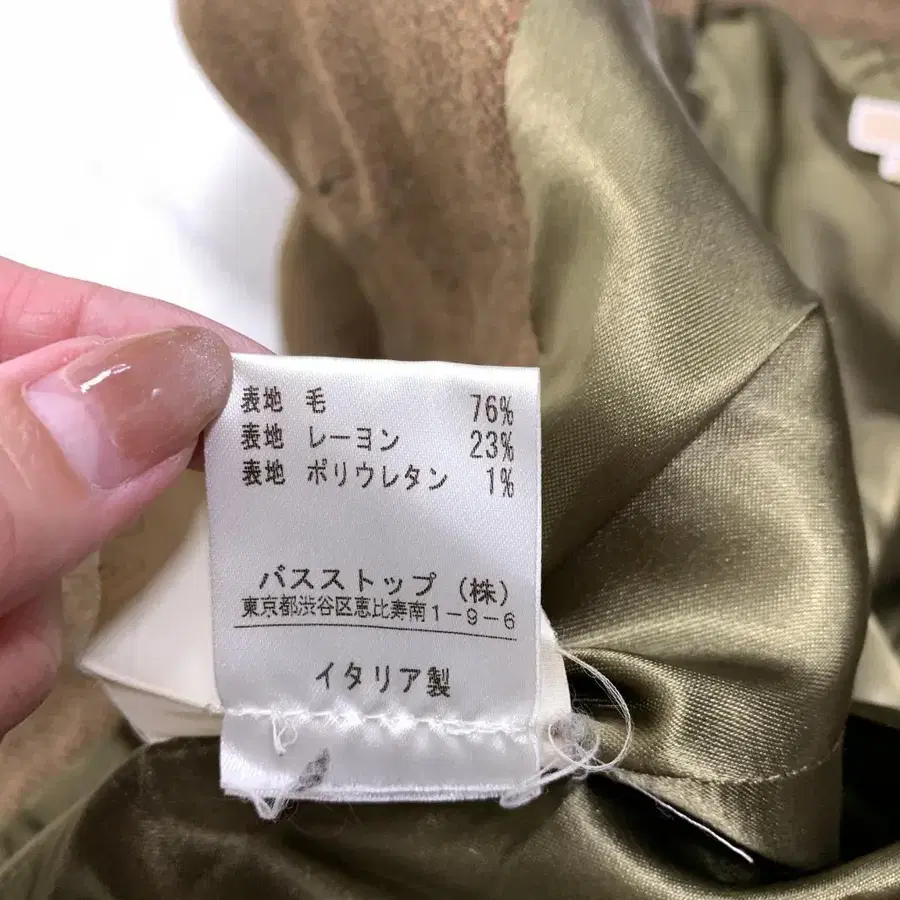 表地 毛 76%
表地 レーヨン 23%
表地 ポリウレタン 1%
バスストップ (株)
東京都渋谷区恵比寿南1-9-6
イタリア製